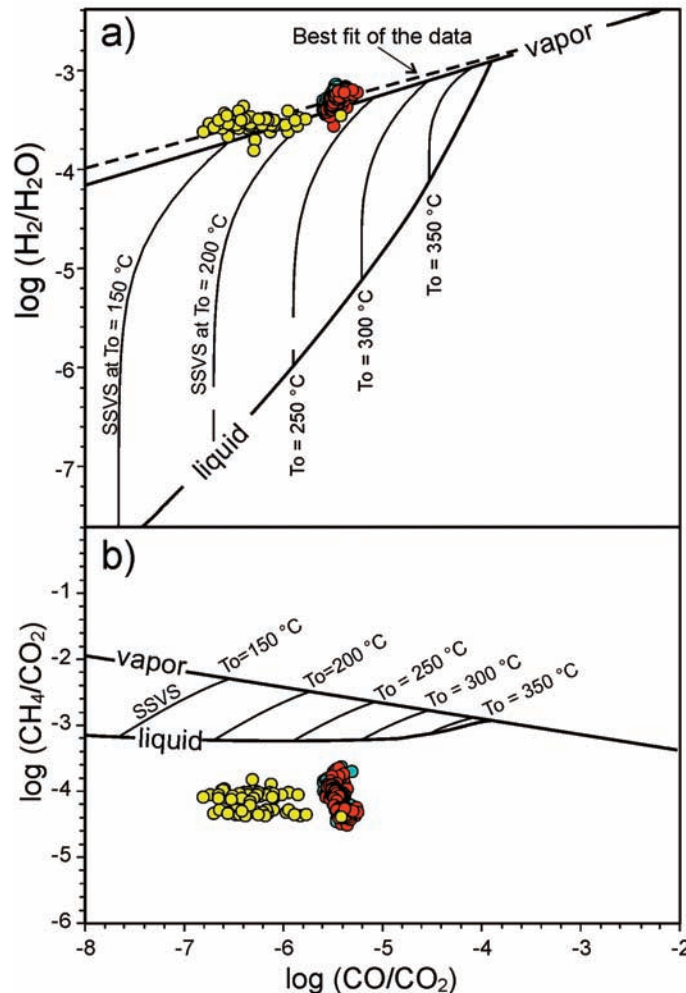 a)
Best fit of the data
vapor
-3
-4
-5
-6
-7
log (H₂/H₂O)
SSVS at To = 150 °C
SSVS at To = 200 °C
To = 250 °C
To = 300 °C
To = 350 °C
liquid
b)
-1
-2
-3
-4
-5
-6
log (CH₄/CO₂)
vapor
SSVS
To=150 °C
To=200 °C
To = 250 °C
To = 300 °C
To = 350 °C
liquid
-8 -7 -6 -5 -4 -3 -2
log (CO/CO₂)